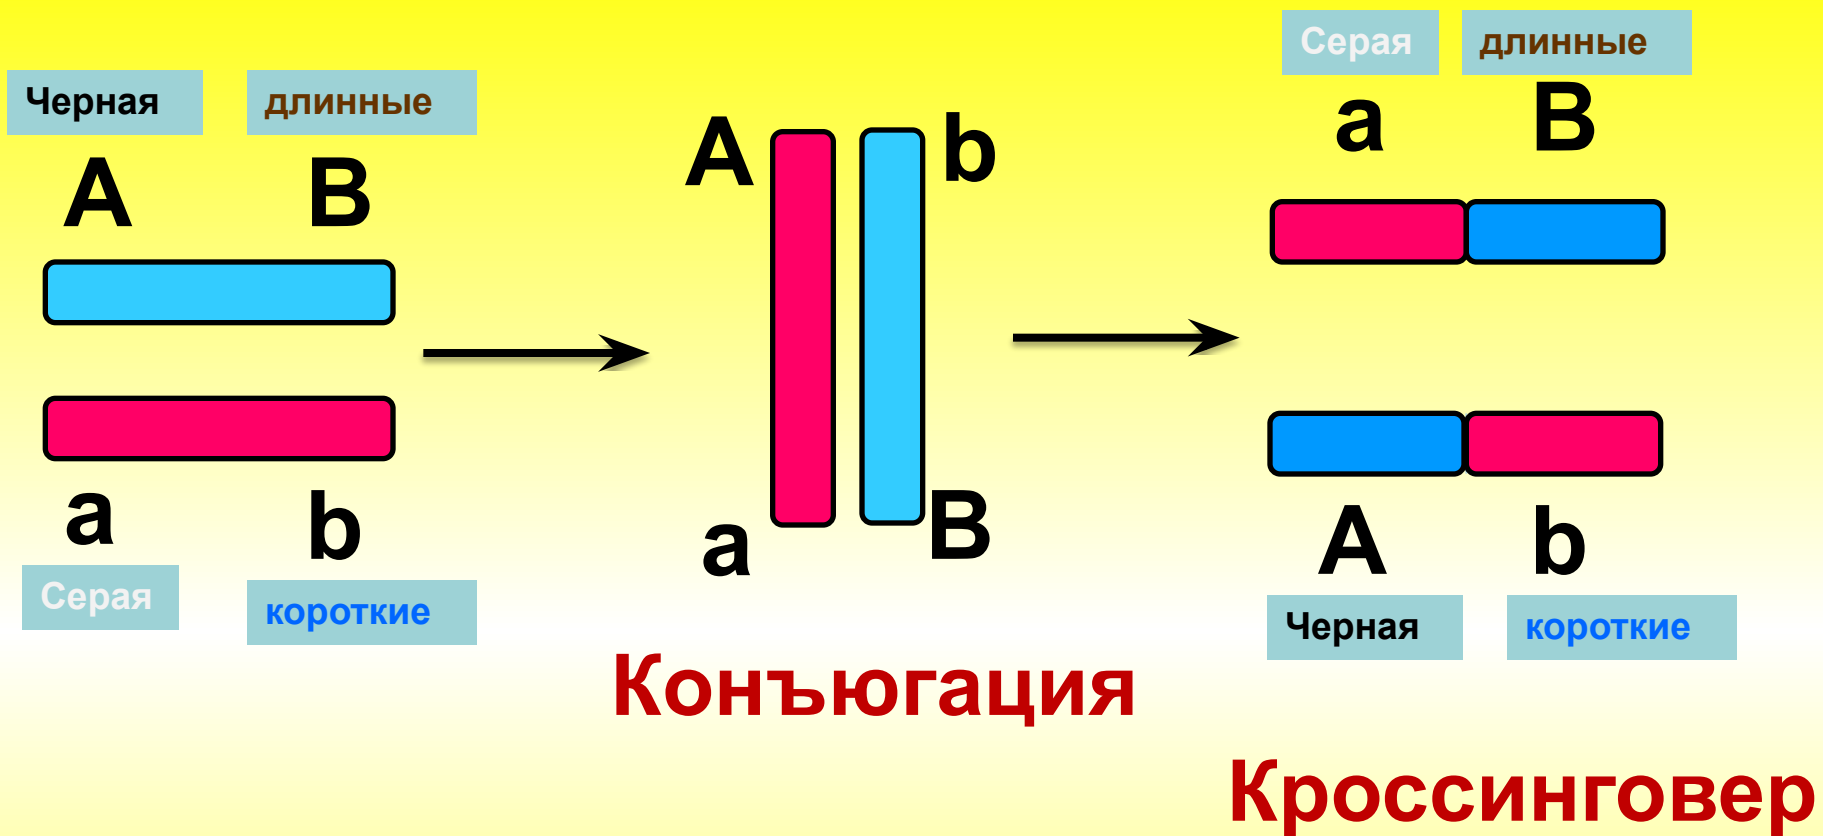 Черная длинные
A B
a b
Серая короткие
A b
a B
Конъюгация
Серая длинные
a B
A b
Черная короткие
Кроссинговер